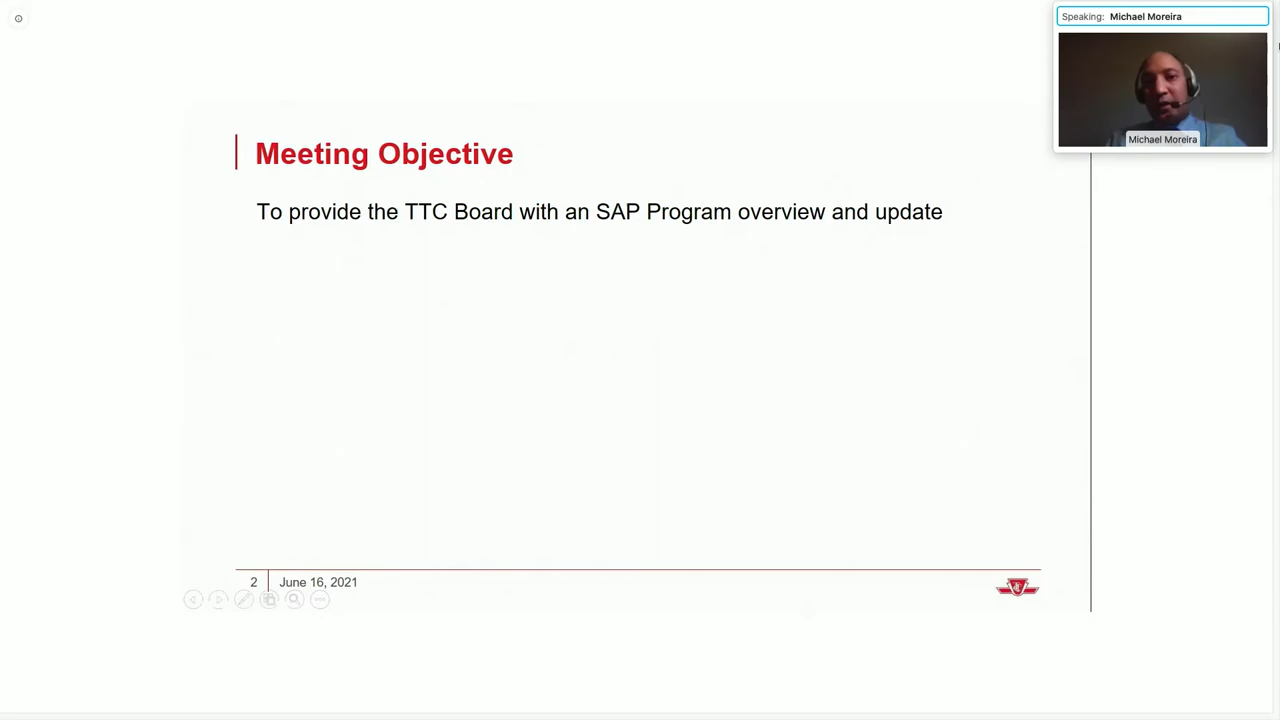 Speaking: Michael Moreira
Michael Moreira
Meeting Objective
To provide the TTC Board with an SAP Program overview and update
2
June 16, 2021